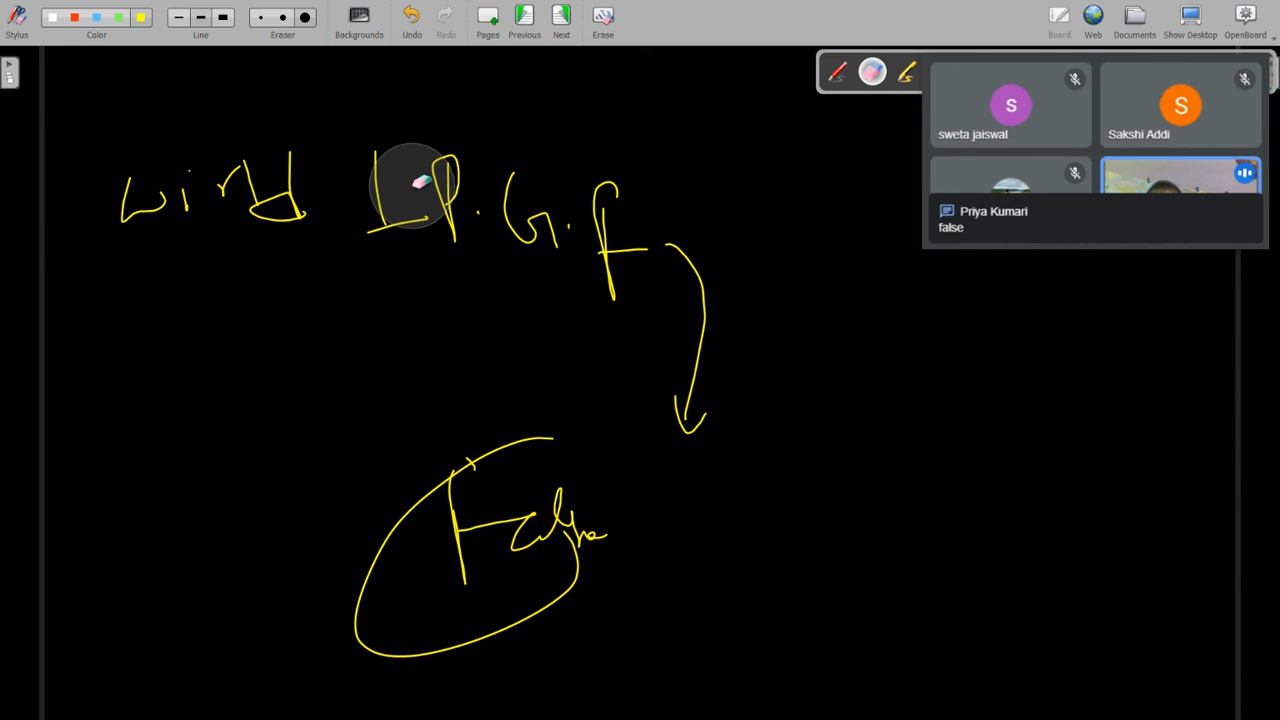 Stylus Color Line Eraser Backgrounds Undo Redo Pages Previous Next Erase Board Web Documents Show Desktop OpenBoard
S S
sweta jaiswal Sakshi Addi
Priya Kumari
false
wind P.G.F
False